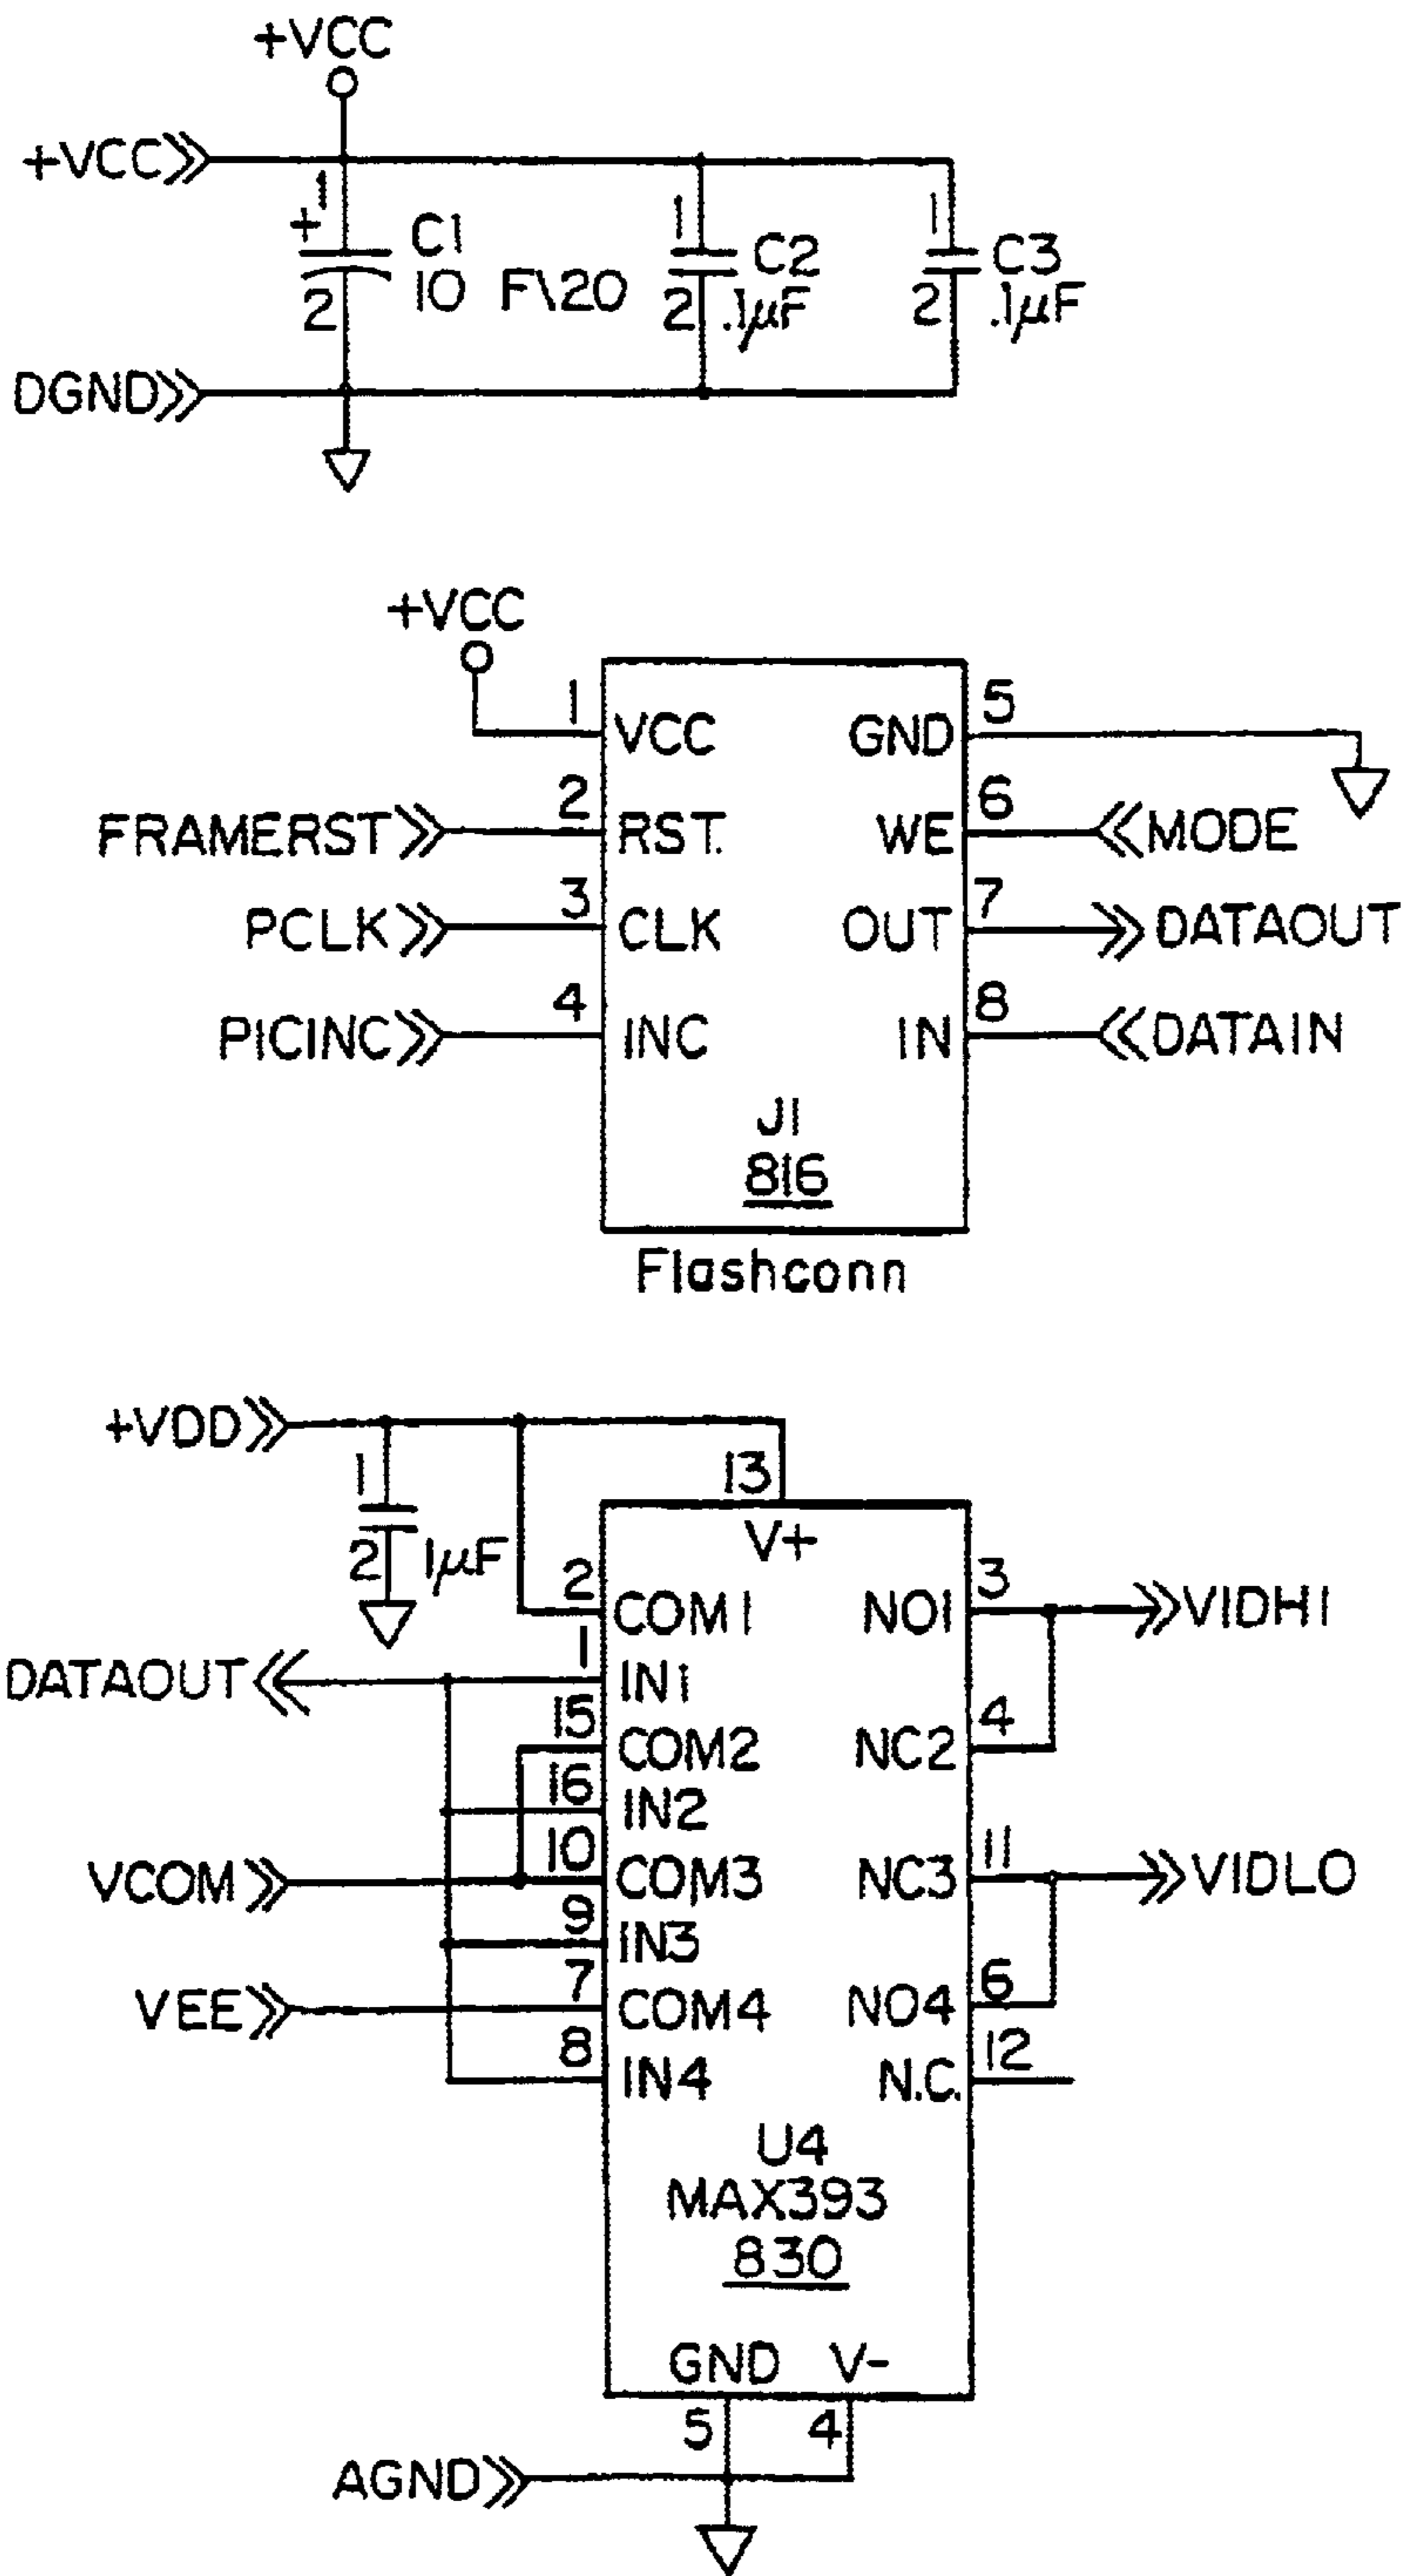 +VCC
+VCC
1 1 1
+ C1 C2 C3
2 10 F\20 2 .1µF 2 .1µF
DGND
+VCC
1 VCC GND 5
FRAMERST 2 RST. WE 6 MODE
PCLK 3 CLK OUT 7 DATAOUT
PICINC 4 INC IN 8 DATAIN
J1
816
Flashconn
+VDD
1 13
V+
2 1µF
2 COM1 NO1 3 VIDHI
DATAOUT 1 IN1
15 COM2 NC2 4
16 IN2
VCOM 10 COM3 NC3 11 VIDLO
9 IN3
VEE 7 COM4 NO4 6
8 IN4 N.C. 12
U4
MAX393
830
GND V-
5 4
AGND